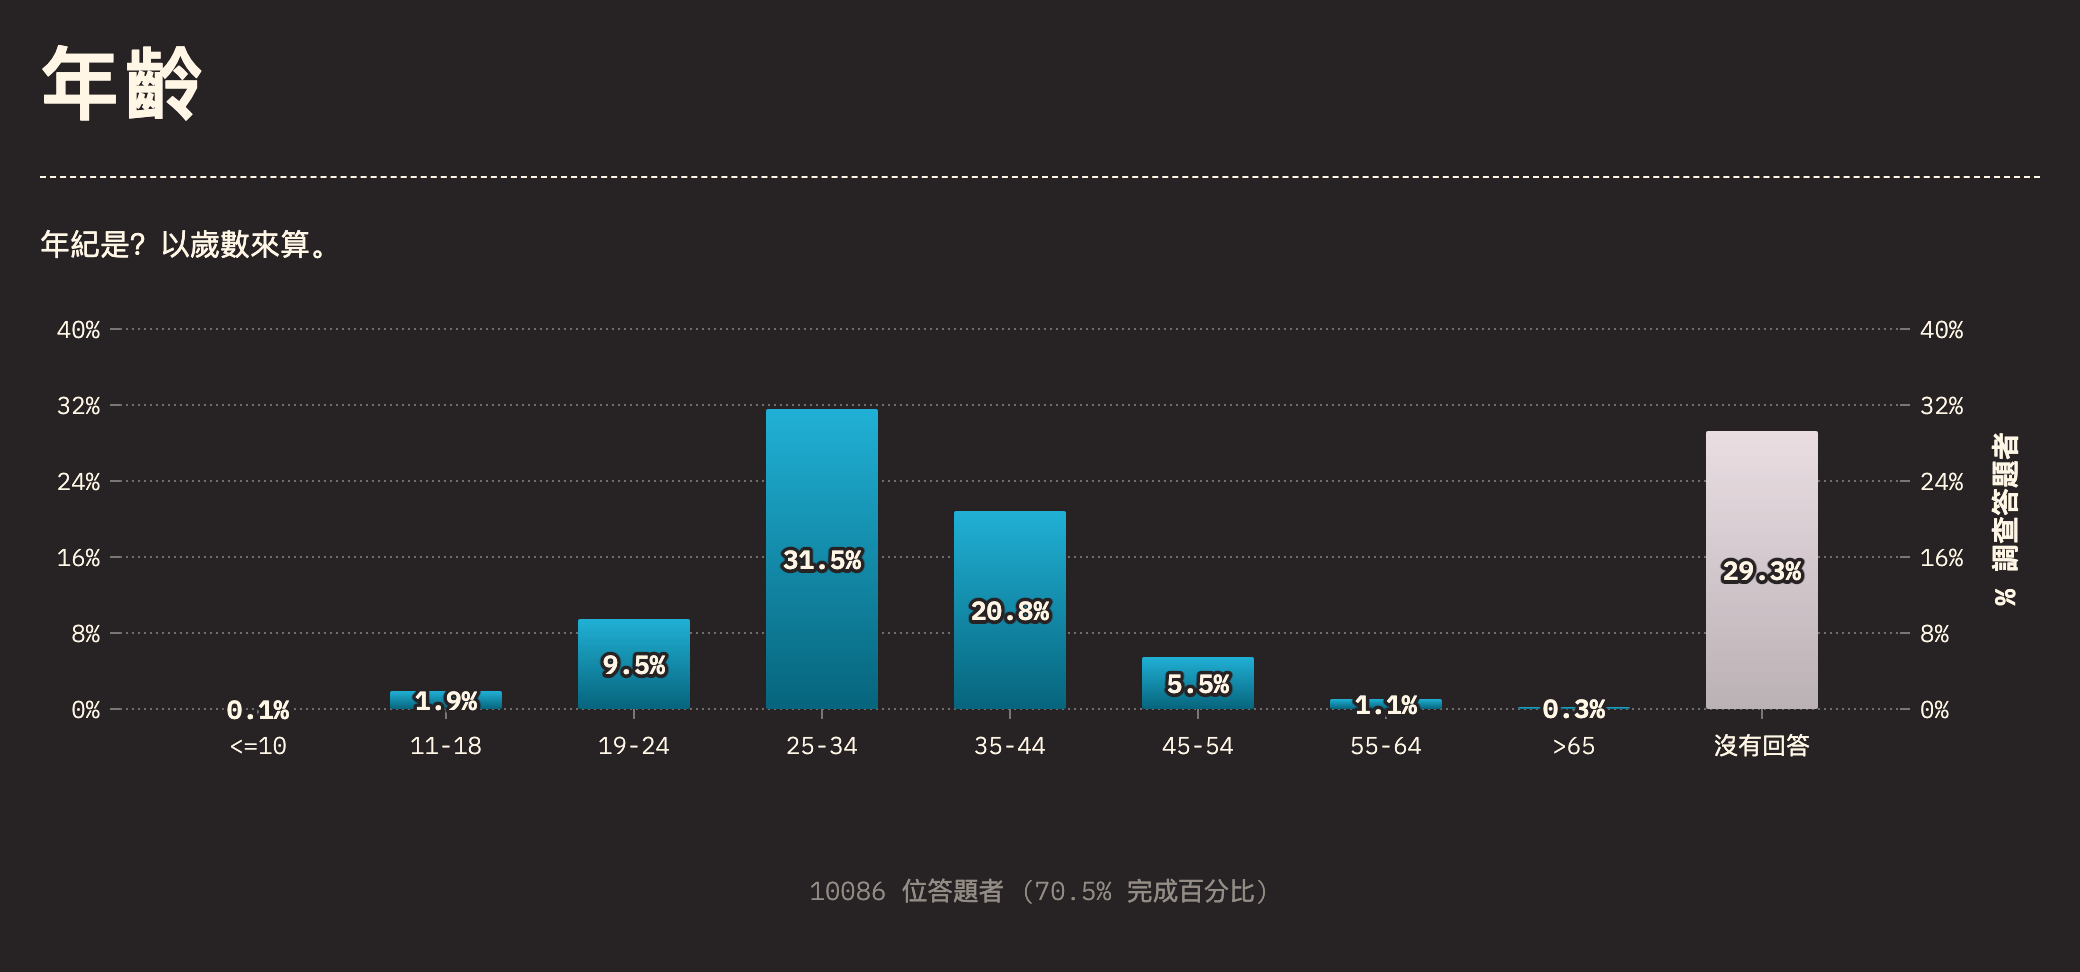 年齡
年紀是？以歲數來算。
40% 40%
32% 32%
24% 24%
16% 16%
8% 8%
0% 0%
% 調查答題者
0.1% 1.9% 9.5% 31.5% 20.8% 5.5% 1.1% 0.3% 29.3%
<=10 11-18 19-24 25-34 35-44 45-54 55-64 >65 沒有回答
10086 位答題者 (70.5% 完成百分比)